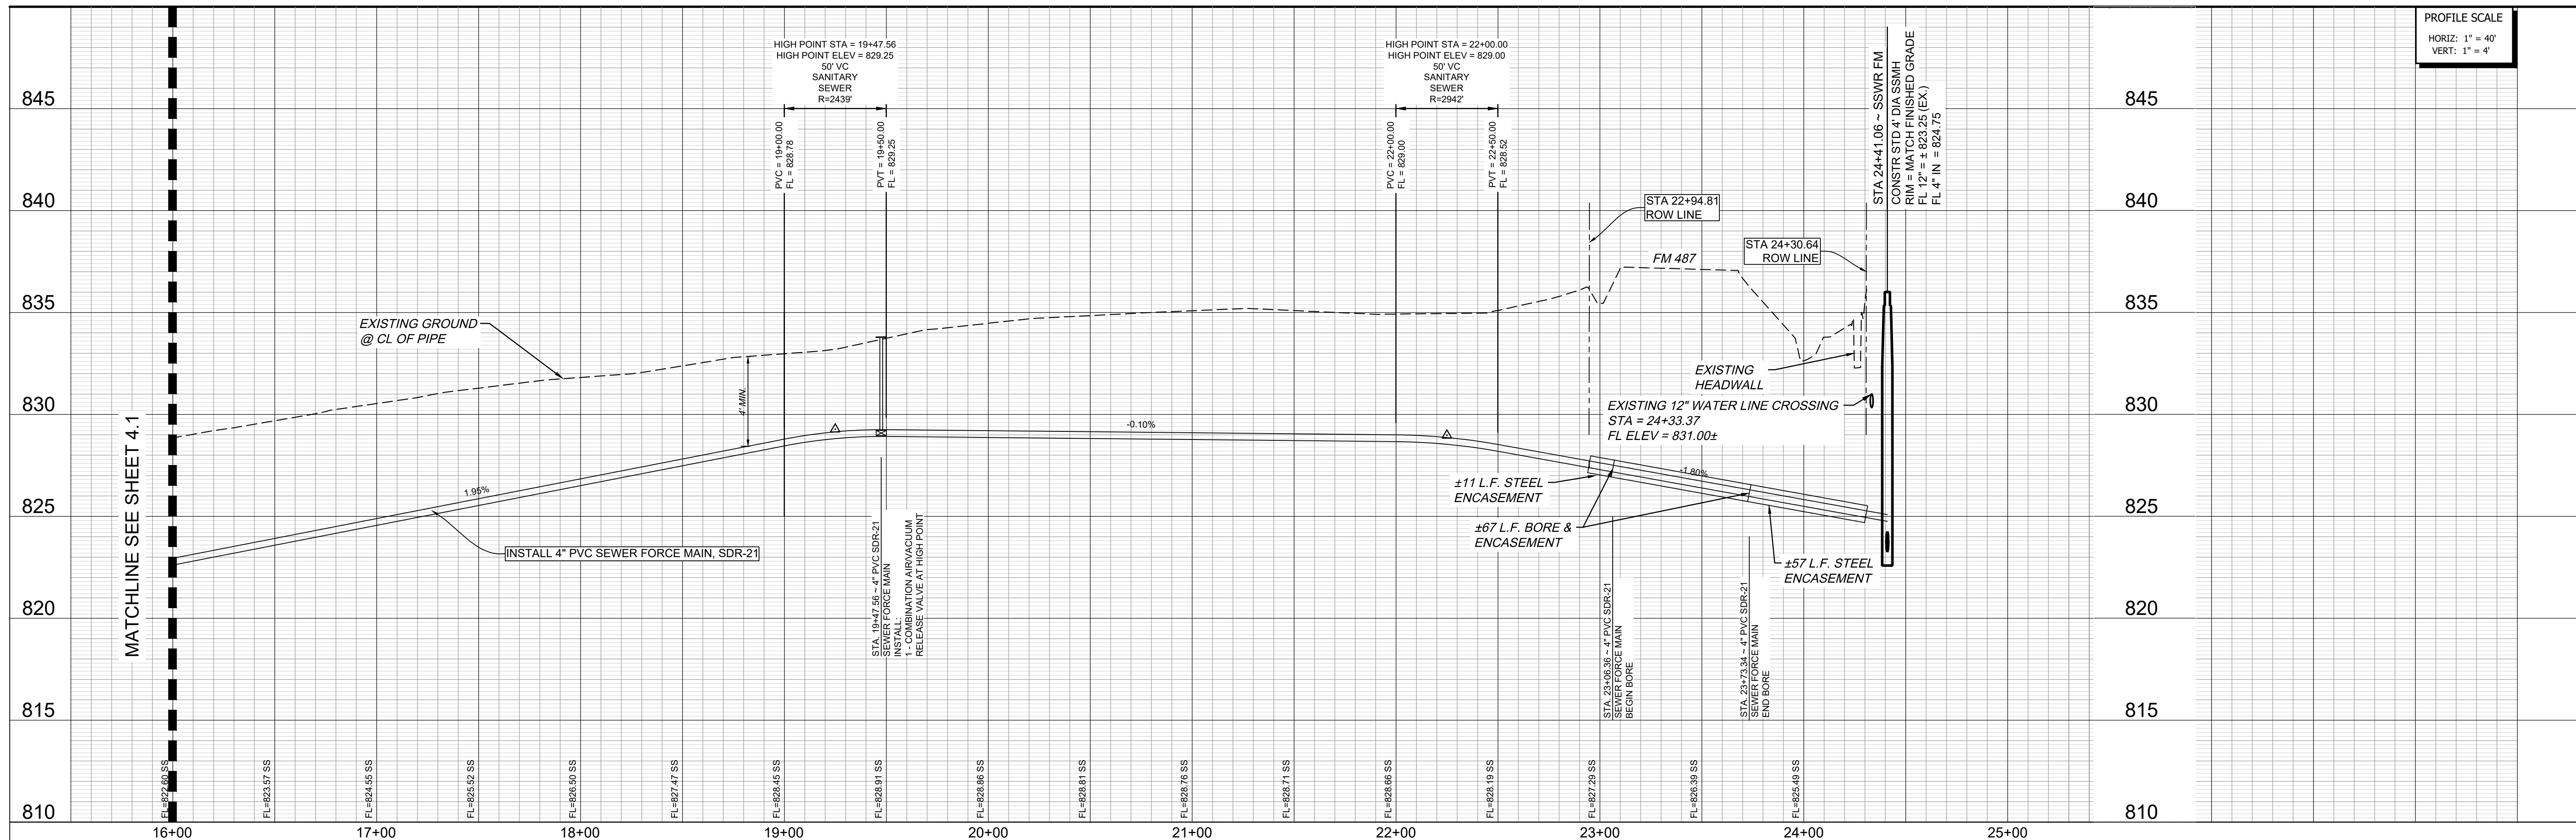 PROFILE SCALE
HORIZ: 1" = 40'
VERT: 1" = 4'
HIGH POINT STA = 19+47.56
HIGH POINT ELEV = 829.25
50' VC
SANITARY
SEWER
R=2439'
PVC = 19+00.00
FL = 828.78
PVT = 19+50.00
FL = 829.25
HIGH POINT STA = 22+00.00
HIGH POINT ELEV = 829.00
50' VC
SANITARY
SEWER
R=2942'
PVC = 22+00.00
FL = 829.00
PVT = 22+50.00
FL = 828.52
STA 24+41.06 ~ SSWR FM
CONSTR STD 4' DIA SSMH
RIM = MATCH FINISHED GRADE
FL 12" = ± 823.25 (EX.)
FL 4" IN = 824.75
845
840
835
830
825
820
815
810
845
840
835
830
825
820
815
810
STA 22+94.81
ROW LINE
STA 24+30.64
ROW LINE
FM 487
EXISTING GROUND
@ CL OF PIPE
4' MIN.
EXISTING
HEADWALL
EXISTING 12" WATER LINE CROSSING
STA = 24+33.37
FL ELEV = 831.00±
MATCHLINE SEE SHEET 4.1
1.95%
-0.10%
-1.80%
INSTALL 4" PVC SEWER FORCE MAIN, SDR-21
±11 L.F. STEEL
ENCASEMENT
±67 L.F. BORE &
ENCASEMENT
±57 L.F. STEEL
ENCASEMENT
STA. 19+47.56 ~ 4" PVC SDR-21
SEWER FORCE MAIN
INSTALL:
1 - COMBINATION AIR/VACUUM
RELEASE VALVE AT HIGH POINT
STA. 23+06.36 ~ 4" PVC SDR-21
SEWER FORCE MAIN
BEGIN BORE
STA. 23+73.34 ~ 4" PVC SDR-21
SEWER FORCE MAIN
END BORE
FL=822.60 SS
FL=823.57 SS
FL=824.55 SS
FL=825.52 SS
FL=826.50 SS
FL=827.47 SS
FL=828.45 SS
FL=828.91 SS
FL=828.86 SS
FL=828.81 SS
FL=828.76 SS
FL=828.71 SS
FL=828.66 SS
FL=828.19 SS
FL=827.29 SS
FL=826.39 SS
FL=825.49 SS
16+00
17+00
18+00
19+00
20+00
21+00
22+00
23+00
24+00
25+00